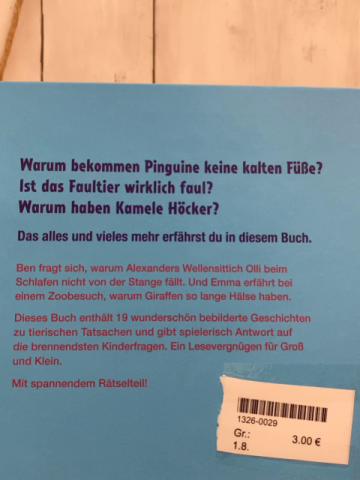 Warum bekommen Pinguine keine kalten Füße?
Ist das Faultier wirklich faul?
Warum haben Kamele Höcker?
Das alles und vieles mehr erfährst du in diesem Buch.
Ben fragt sich, warum Alexanders Wellensittich Olli beim
Schlafen nicht von der Stange fällt. Und Emma erfährt bei
einem Zoobesuch, warum Giraffen so lange Hälse haben.
Dieses Buch enthält 19 wunderschön bebilderte Geschichten
zu tierischen Tatsachen und gibt spielerisch Antwort auf
die brennendsten Kinderfragen. Ein Lesevergnügen für Groß
und Klein.
Mit spannendem Rätselteil!
1326-0029
Gr.:
1.8.
3.00 €